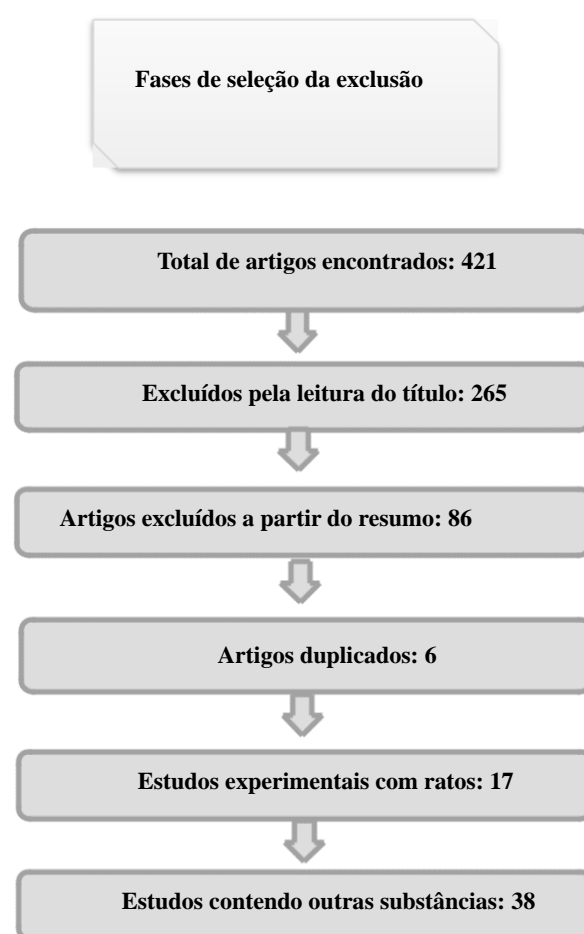 Fases de seleção da exclusão
Total de artigos encontrados: 421
Excluídos pela leitura do título: 265
Artigos excluídos a partir do resumo: 86
Artigos duplicados: 6
Estudos experimentais com ratos: 17
Estudos contendo outras substâncias: 38